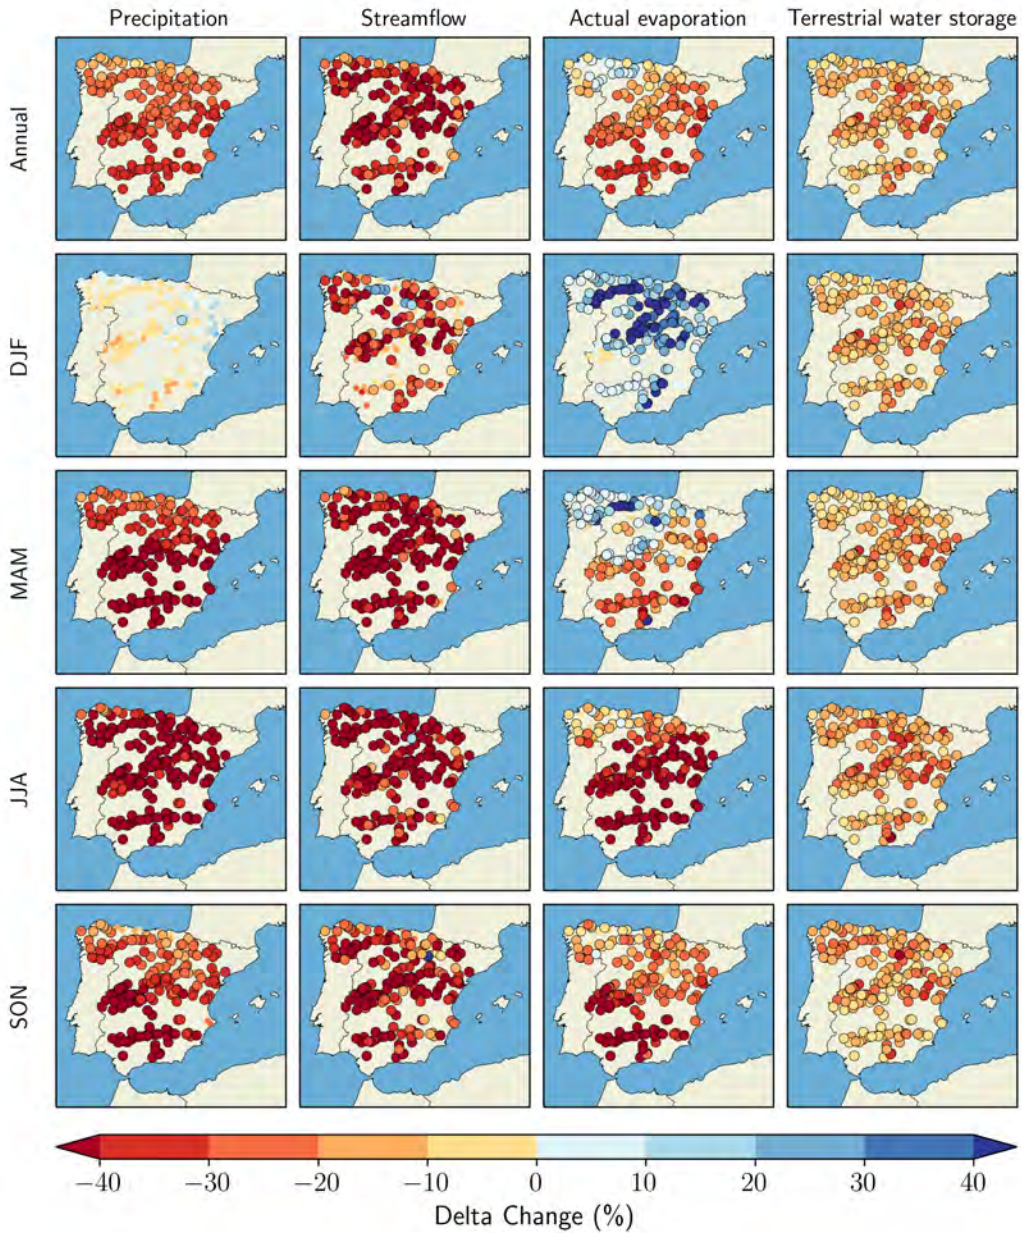 Precipitation Streamflow Actual evaporation Terrestrial water storage
Annual
DJF
MAM
JJA
SON
−40 −30 −20 −10 0 10 20 30 40
Delta Change (%)